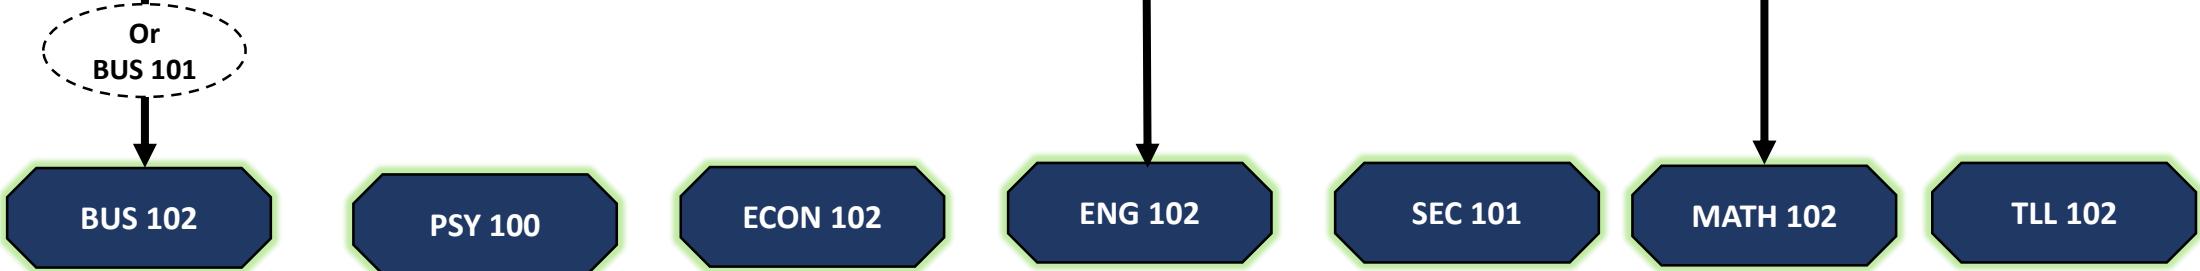 Or
BUS 101
BUS 102
PSY 100
ECON 102
ENG 102
SEC 101
MATH 102
TLL 102